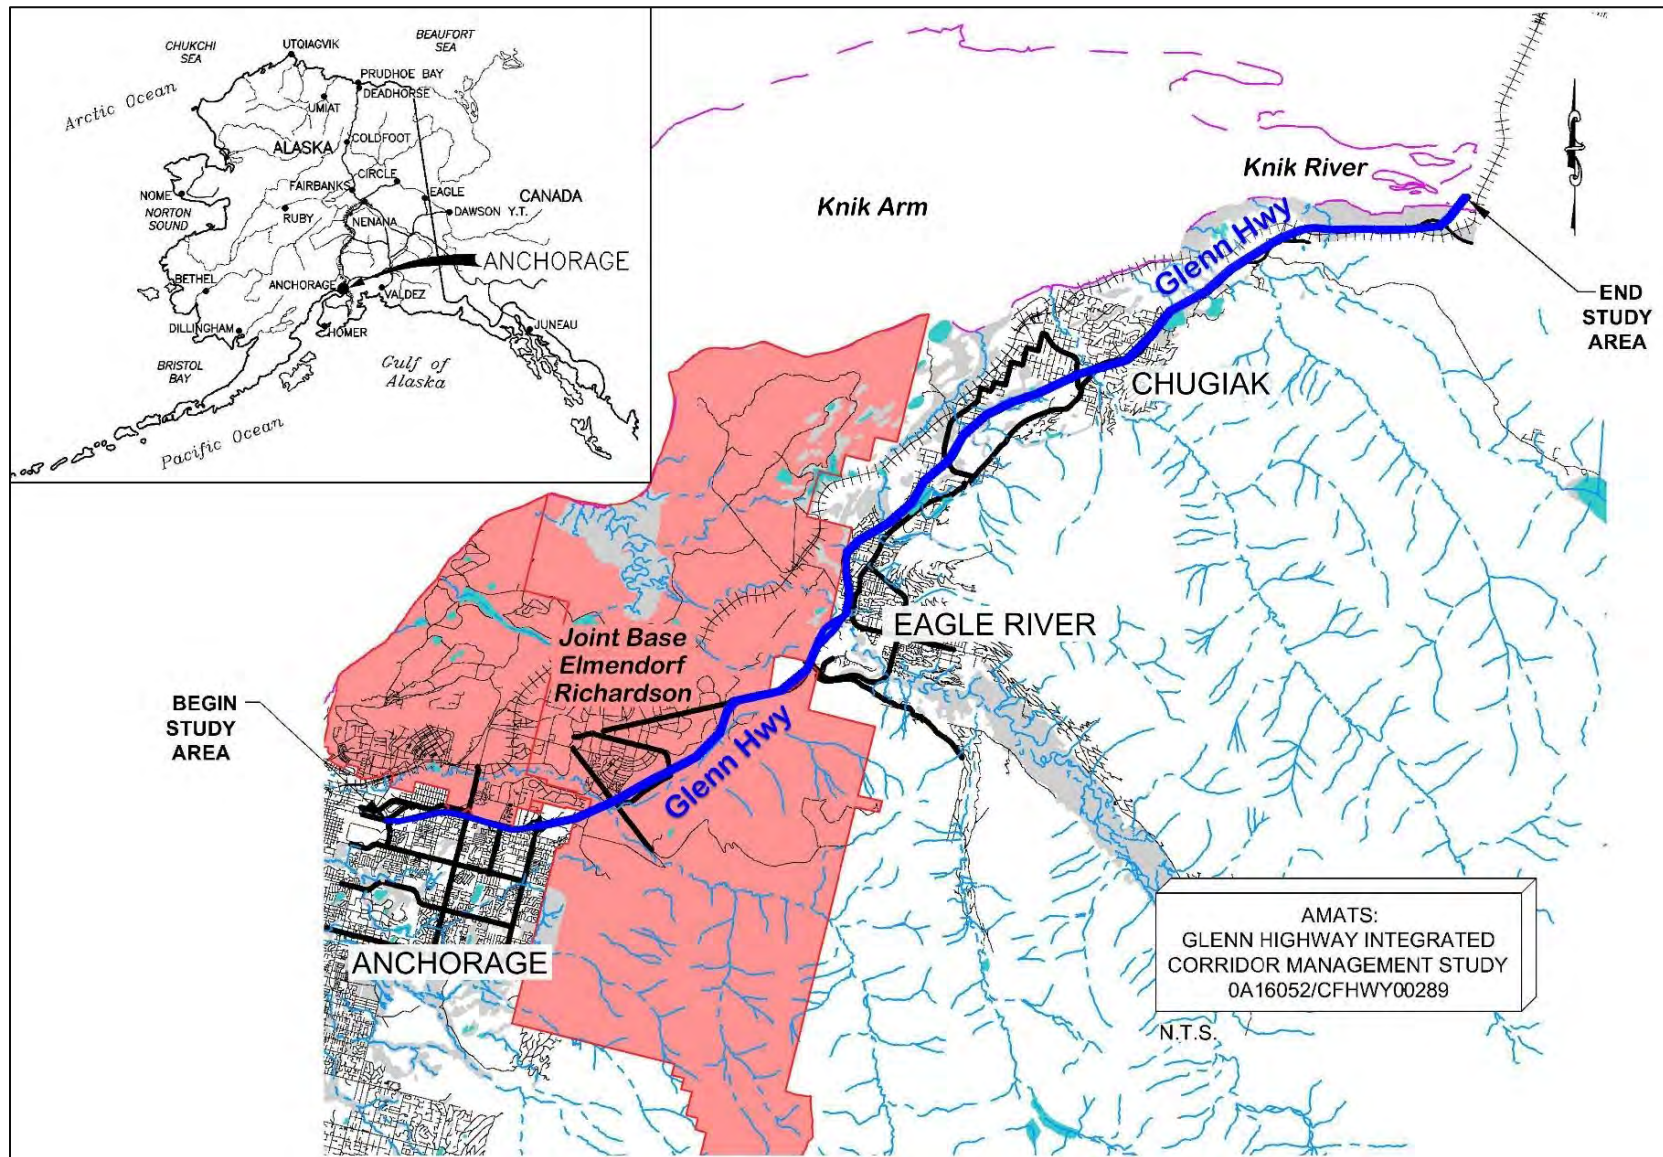 CHUKCHI
SEA
UTQIAGVIK
BEAUFORT
SEA
PRUDHOE BAY
DEADHORSE
Arctic Ocean
UMIAT
COLDFOOT
ALASKA
CIRCLE
FAIRBANKS
EAGLE
CANADA
NOME
NORTON
SOUND
RUBY
NENANA
DAWSON Y.T.
ANCHORAGE
BETHEL
ANCHORAGE
VALDEZ
DILLINGHAM
HOMER
JUNEAU
BRISTOL
BAY
Gulf of
Alaska
Pacific Ocean
Knik Arm
Knik River
Glenn Hwy
END
STUDY
AREA
CHUGIAK
EAGLE RIVER
Joint Base
Elmendorf
Richardson
BEGIN
STUDY
AREA
Glenn Hwy
ANCHORAGE
AMATS:
GLENN HIGHWAY INTEGRATED
CORRIDOR MANAGEMENT STUDY
0A16052/CFHWY00289
N.T.S.